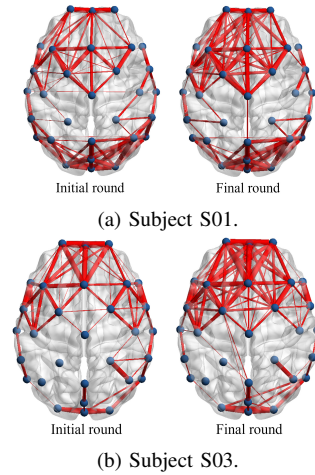 Initial round
Final round
(a) Subject S01.
Initial round
Final round
(b) Subject S03.